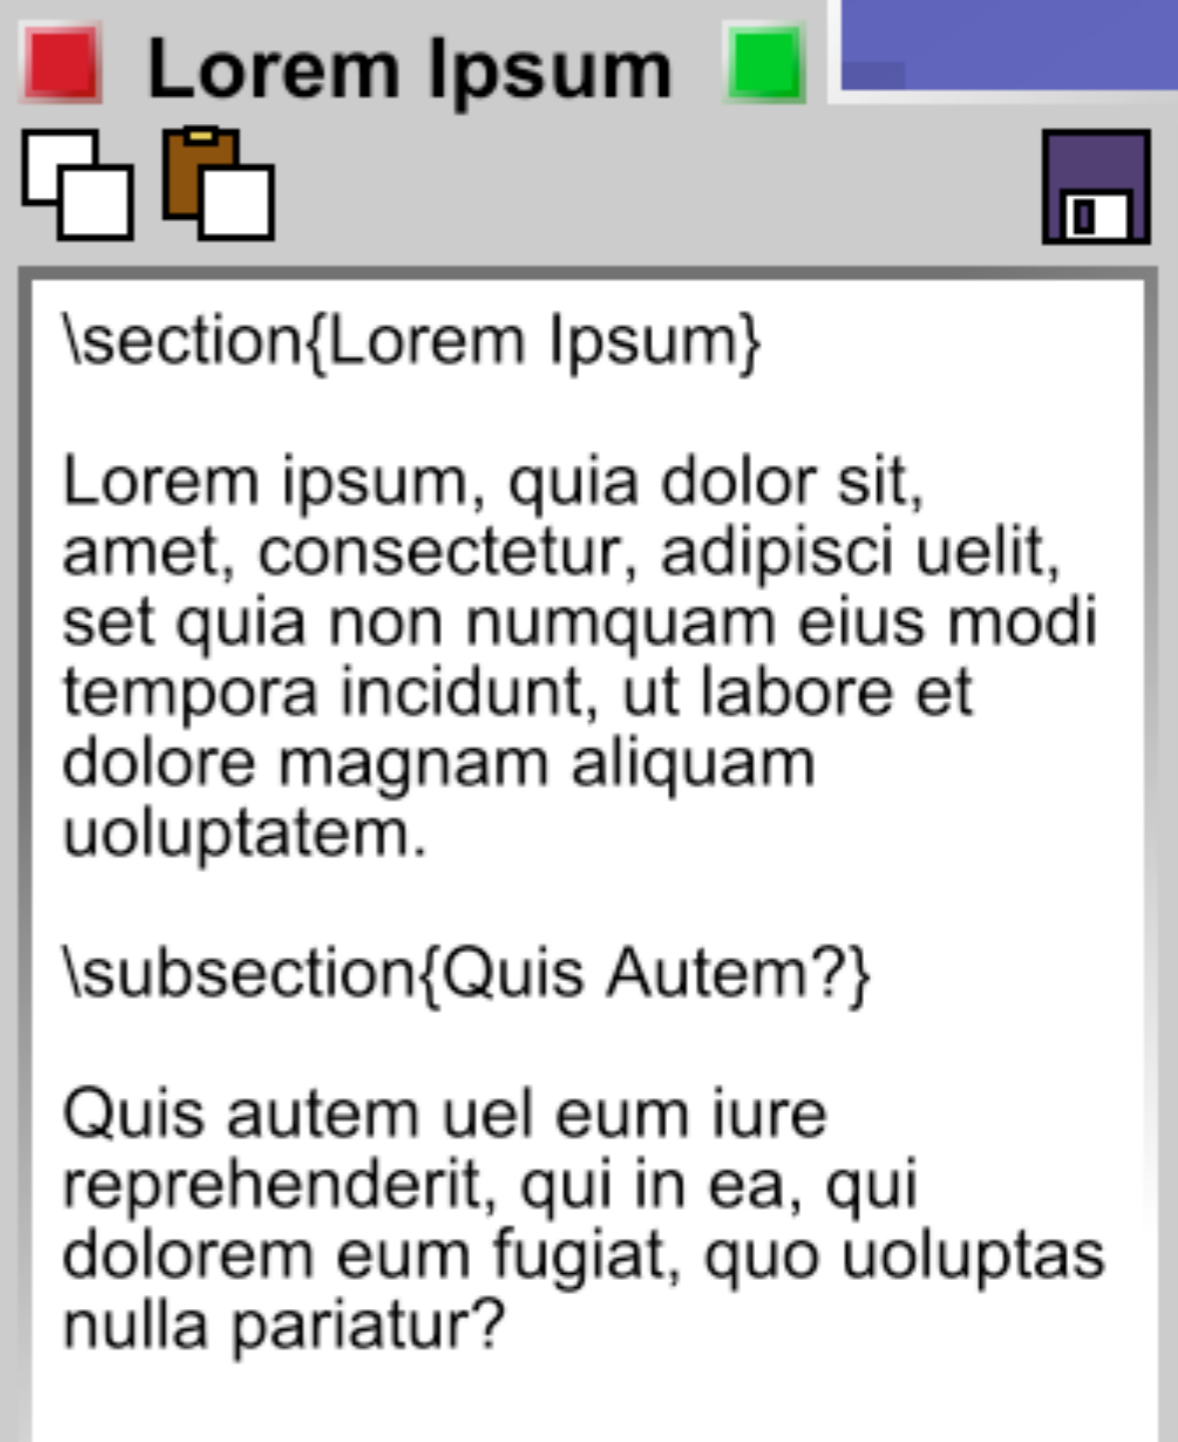 Lorem Ipsum
\section{Lorem Ipsum}
Lorem ipsum, quia dolor sit,
amet, consectetur, adipisci uelit,
set quia non numquam eius modi
tempora incidunt, ut labore et
dolore magnam aliquam
uoluptatem.
\subsection{Quis Autem?}
Quis autem uel eum iure
reprehenderit, qui in ea, qui
dolorem eum fugiat, quo uoluptas
nulla pariatur?